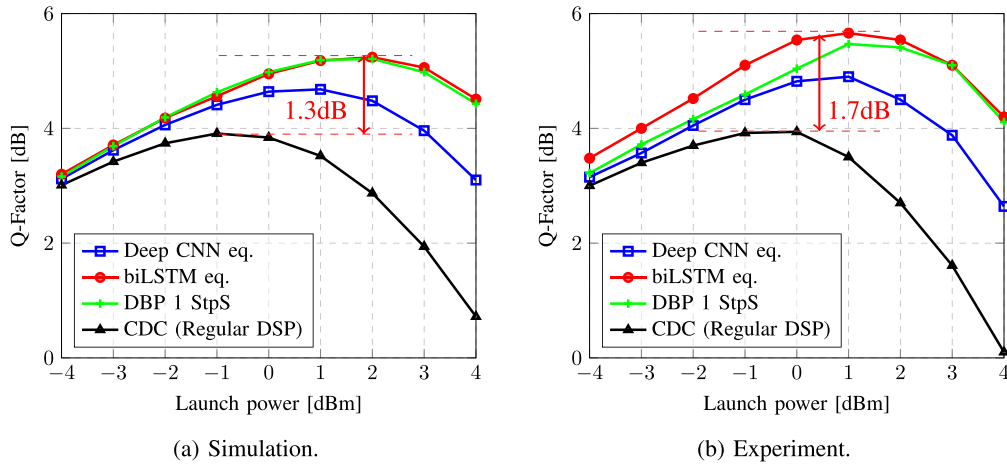 6
4
2
0
Q-Factor [dB]
1.3dB
Deep CNN eq.
biLSTM eq.
DBP 1 StpS
CDC (Regular DSP)
−4 −3 −2 −1 0 1 2 3 4
Launch power [dBm]
(a) Simulation.
6
4
2
0
Q-Factor [dB]
1.7dB
Deep CNN eq.
biLSTM eq.
DBP 1 StpS
CDC (Regular DSP)
−4 −3 −2 −1 0 1 2 3 4
Launch power [dBm]
(b) Experiment.